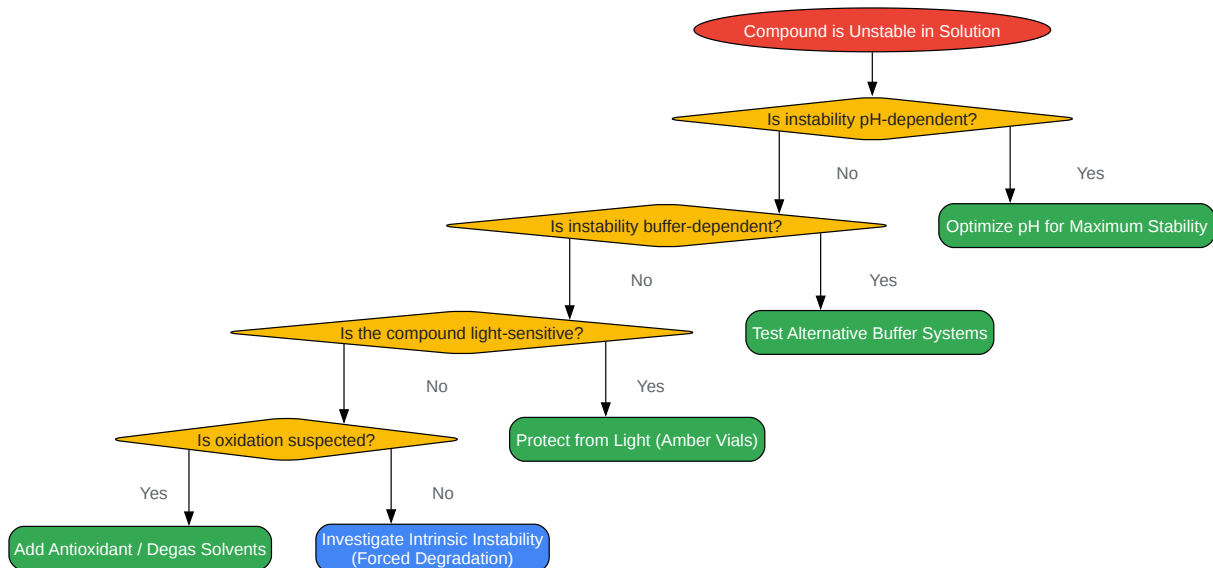 Compound is Unstable in Solution
Is instability pH-dependent?
No
Yes
Is instability buffer-dependent?
Optimize pH for Maximum Stability
No
Yes
Is the compound light-sensitive?
Test Alternative Buffer Systems
No
Yes
Is oxidation suspected?
Protect from Light (Amber Vials)
Yes
No
Add Antioxidant / Degas Solvents
Investigate Intrinsic Instability
(Forced Degradation)